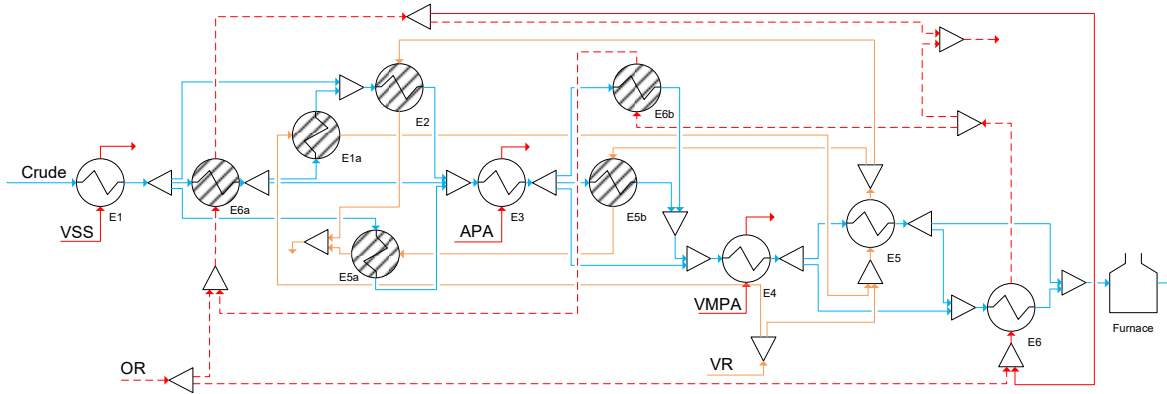 E6b
E2
E1a
Crude
E1
E6a
E3
E5b
VSS
APA
E5
E5a
E4
VMPA
Furnace
E6
OR
VR